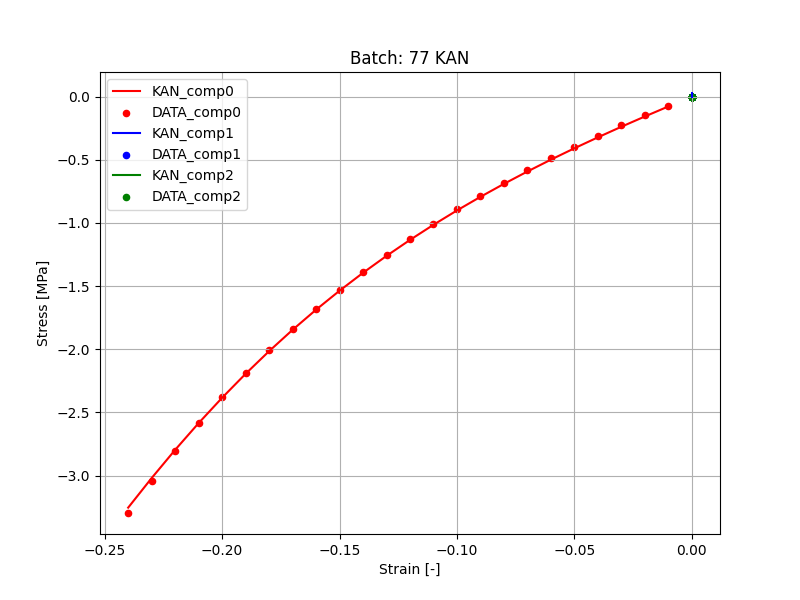 Batch: 77 KAN
KAN_comp0
DATA_comp0
KAN_comp1
DATA_comp1
KAN_comp2
DATA_comp2
0.0
−0.5
−1.0
−1.5
−2.0
−2.5
−3.0
Stress [MPa]
−0.25
−0.20
−0.15
−0.10
−0.05
0.00
Strain [-]